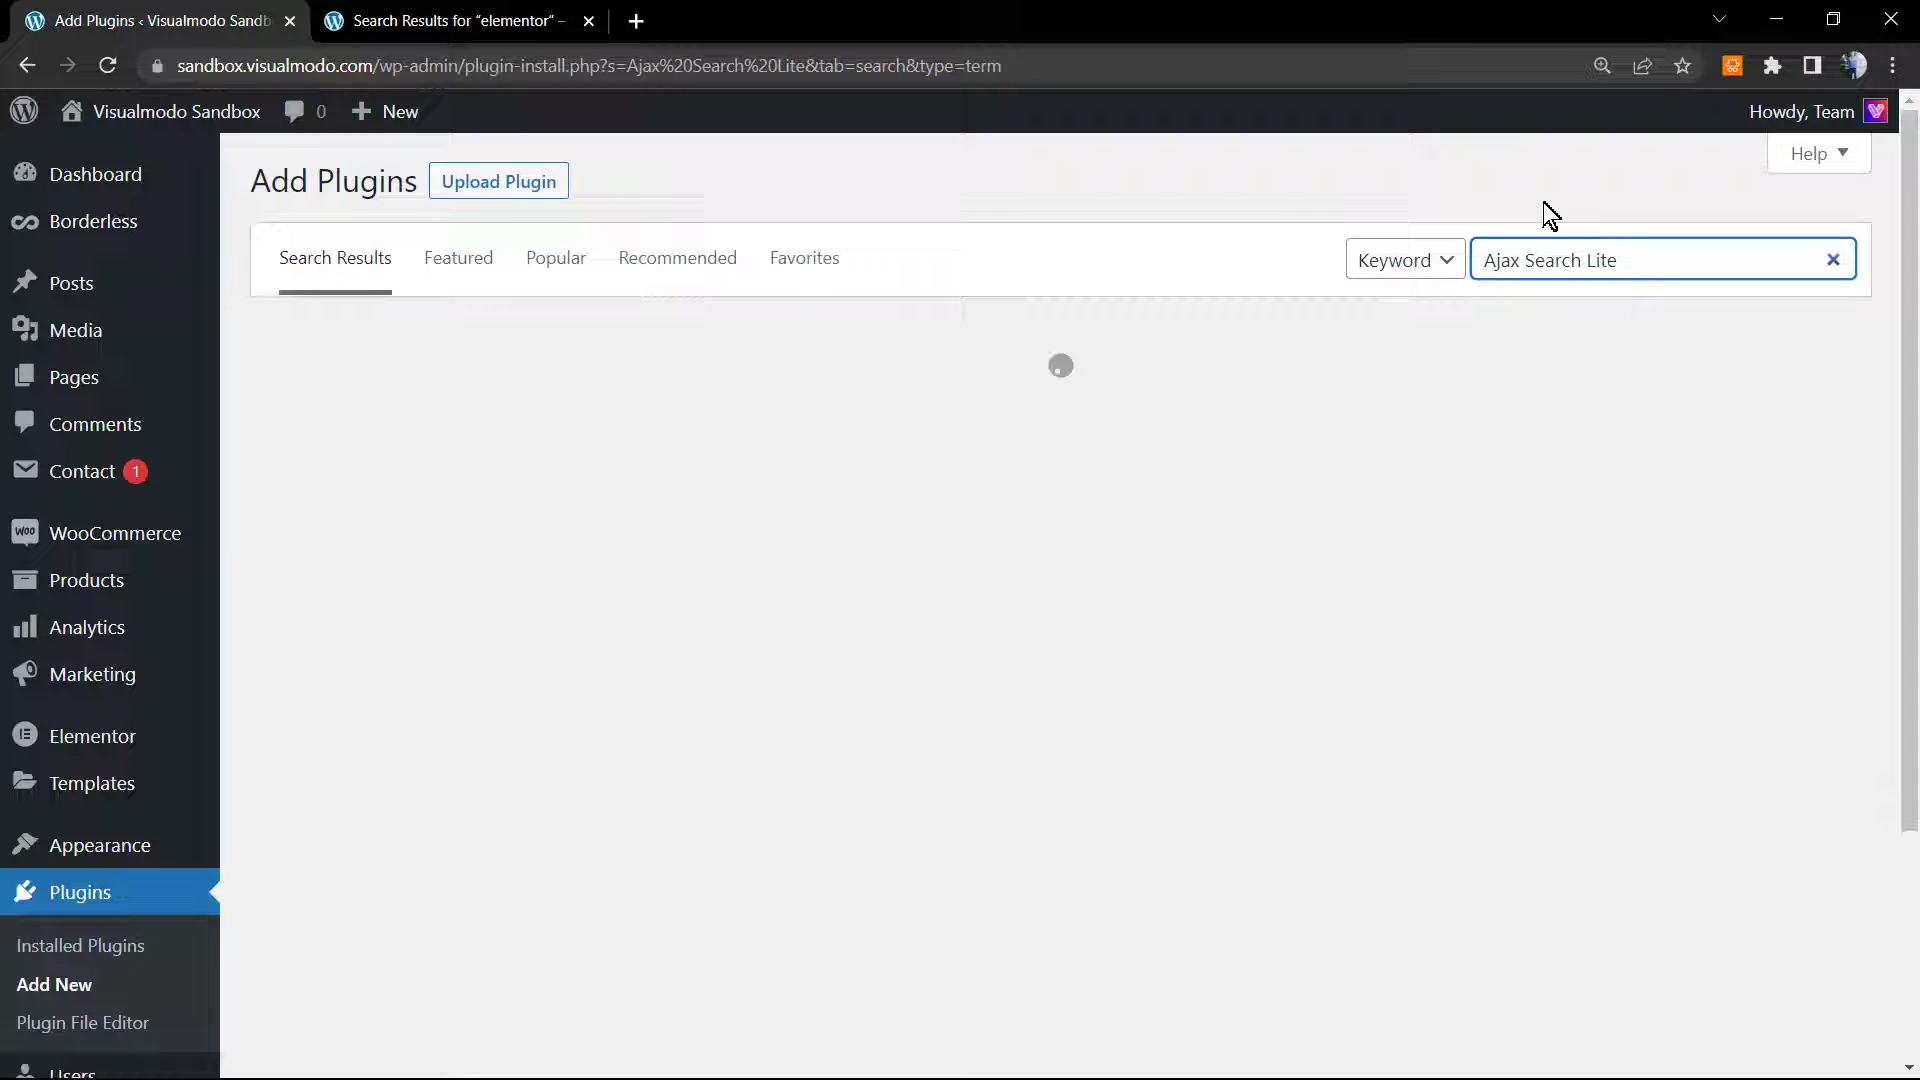 Add Plugins ‹ Visualmodo Sandb
Search Results for “elementor” –
sandbox.visualmodo.com/wp-admin/plugin-install.php?s=Ajax%20Search%20Lite&tab=search&type=term
Visualmodo Sandbox
0
New
Howdy, Team
Dashboard
Borderless
Posts
Media
Pages
Comments
Contact 1
WooCommerce
Products
Analytics
Marketing
Elementor
Templates
Appearance
Plugins
Installed Plugins
Add New
Plugin File Editor
Users
Help
Add Plugins
Upload Plugin
Search Results Featured Popular Recommended Favorites
Keyword
Ajax Search Lite